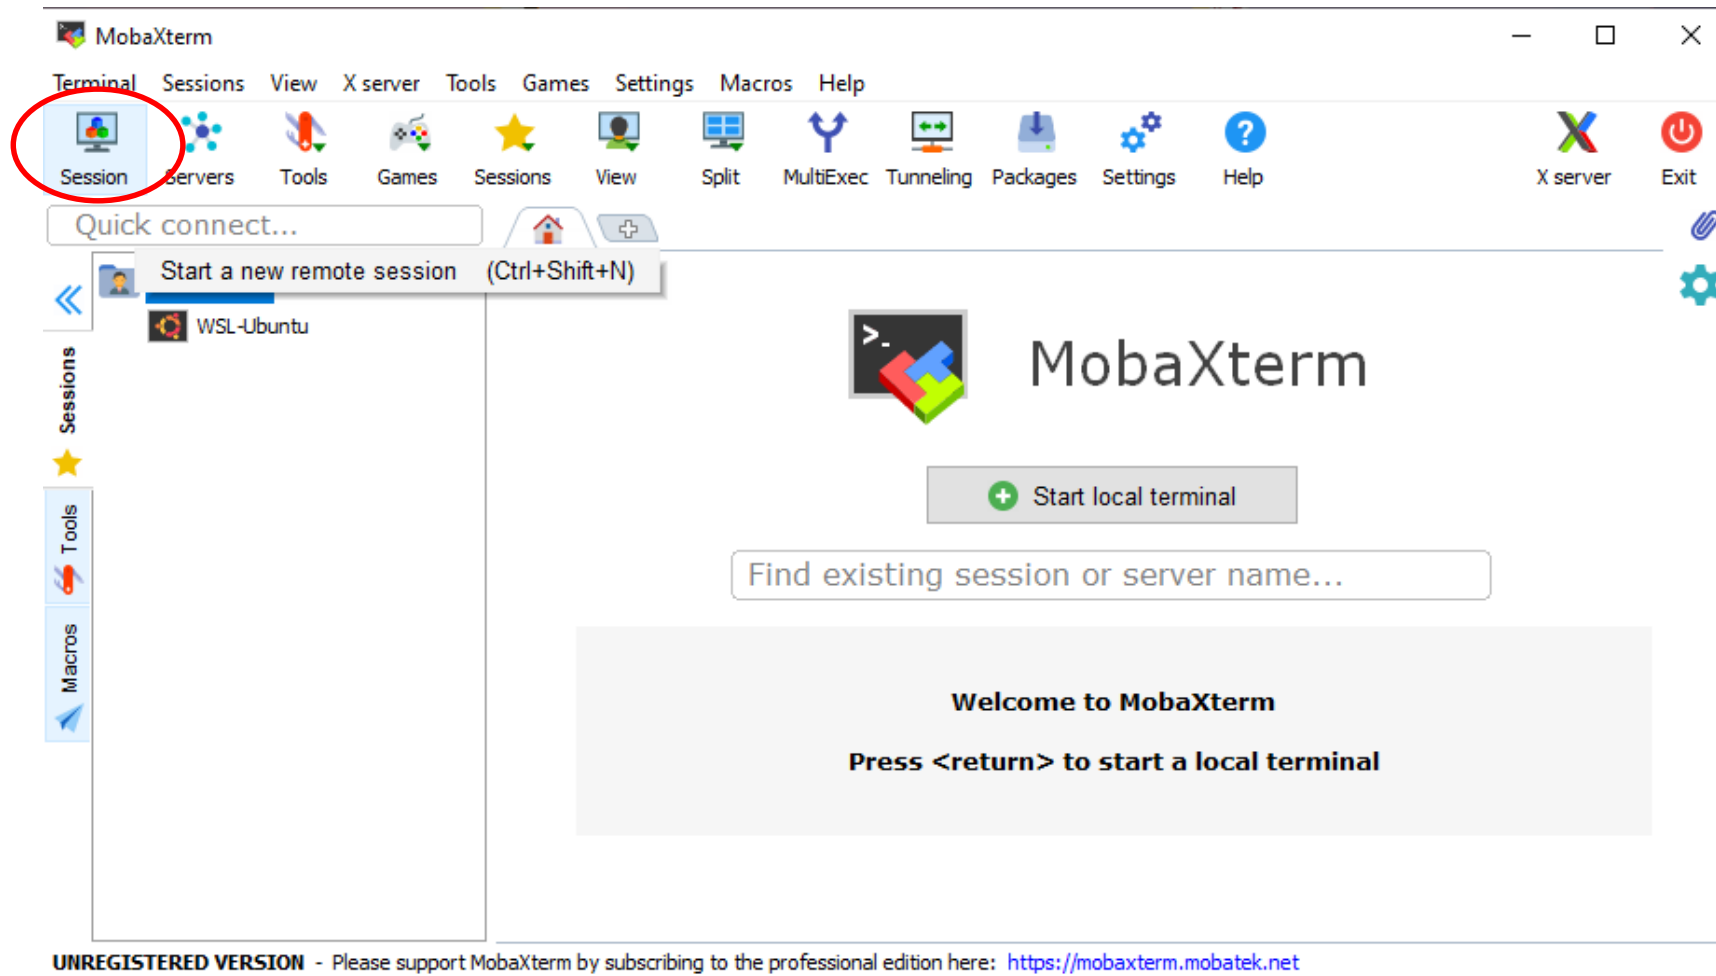 MobaXterm
Terminal Sessions View X server Tools Games Settings Macros Help
Session Servers Tools Games Sessions View Split MultiExec Tunneling Packages Settings Help X server Exit
Quick connect...
Start a new remote session (Ctrl+Shift+N)
WSL-Ubuntu
Sessions
Tools
Macros
>_
MobaXterm
Start local terminal
Find existing session or server name...
Welcome to MobaXterm
Press <return> to start a local terminal
UNREGISTERED VERSION - Please support MobaXterm by subscribing to the professional edition here: https://mobaxterm.mobatek.net